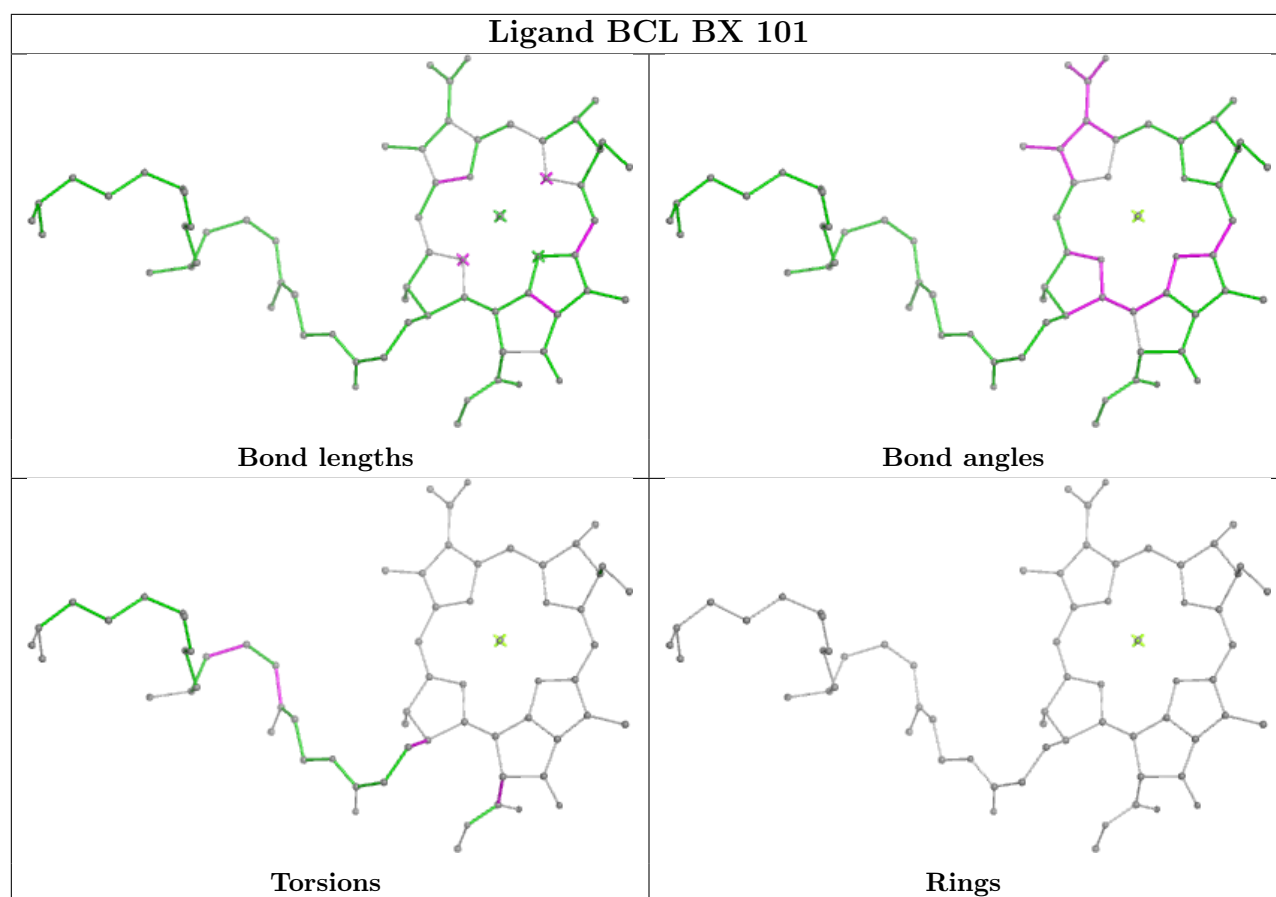 Ligand BCL BX 101
Bond lengths
Bond angles
Torsions
Rings